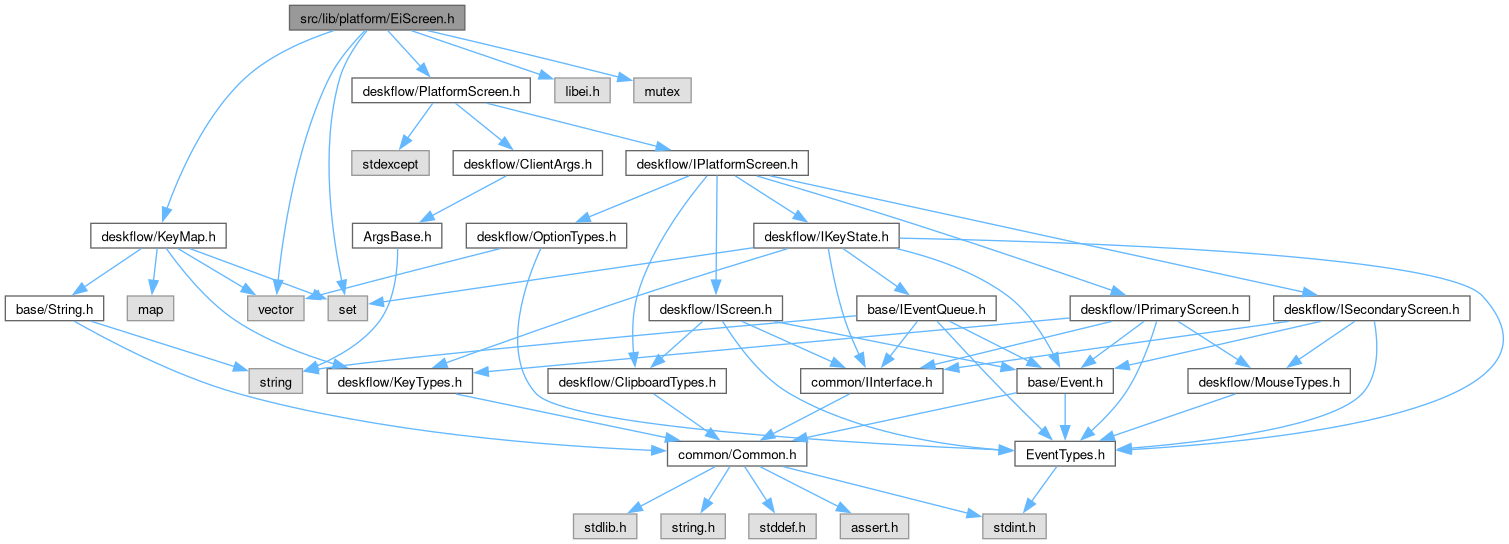 src/lib/platform/EiScreen.h
deskflow/PlatformScreen.h
libei.h
mutex
stdexcept
deskflow/ClientArgs.h
deskflow/IPlatformScreen.h
deskflow/KeyMap.h
ArgsBase.h
deskflow/OptionTypes.h
deskflow/IKeyState.h
base/String.h
map
vector
set
deskflow/IScreen.h
base/IEventQueue.h
deskflow/IPrimaryScreen.h
deskflow/ISecondaryScreen.h
string
deskflow/KeyTypes.h
deskflow/ClipboardTypes.h
common/IInterface.h
base/Event.h
deskflow/MouseTypes.h
common/Common.h
EventTypes.h
stdlib.h
string.h
stddef.h
assert.h
stdint.h